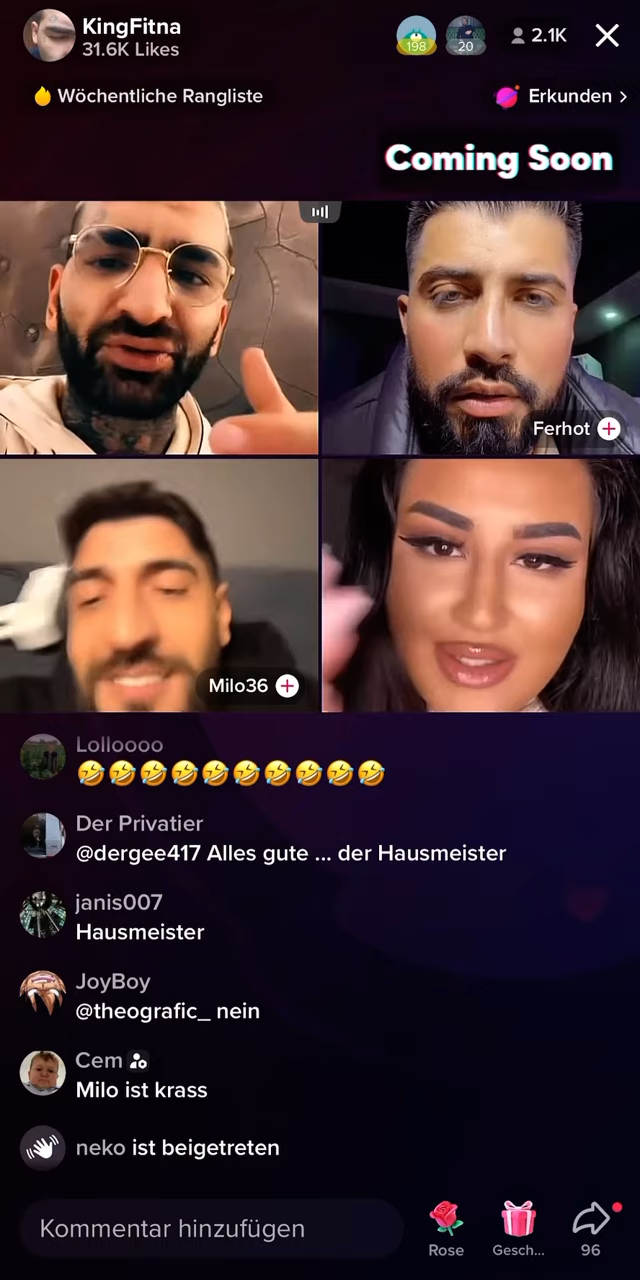 KingFitna
31.6K Likes
198
20
2.1K
Wöchentliche Rangliste
Erkunden >
Coming Soon
Ferhot
Milo36
Lolloooo
🤣🤣🤣🤣🤣🤣🤣🤣🤣🤣
Der Privatier
@dergee417 Alles gute ... der Hausmeister
janis007
Hausmeister
JoyBoy
@theografic_ nein
Cem
Milo ist krass
neko ist beigetreten
Kommentar hinzufügen
Rose
Gesch...
96